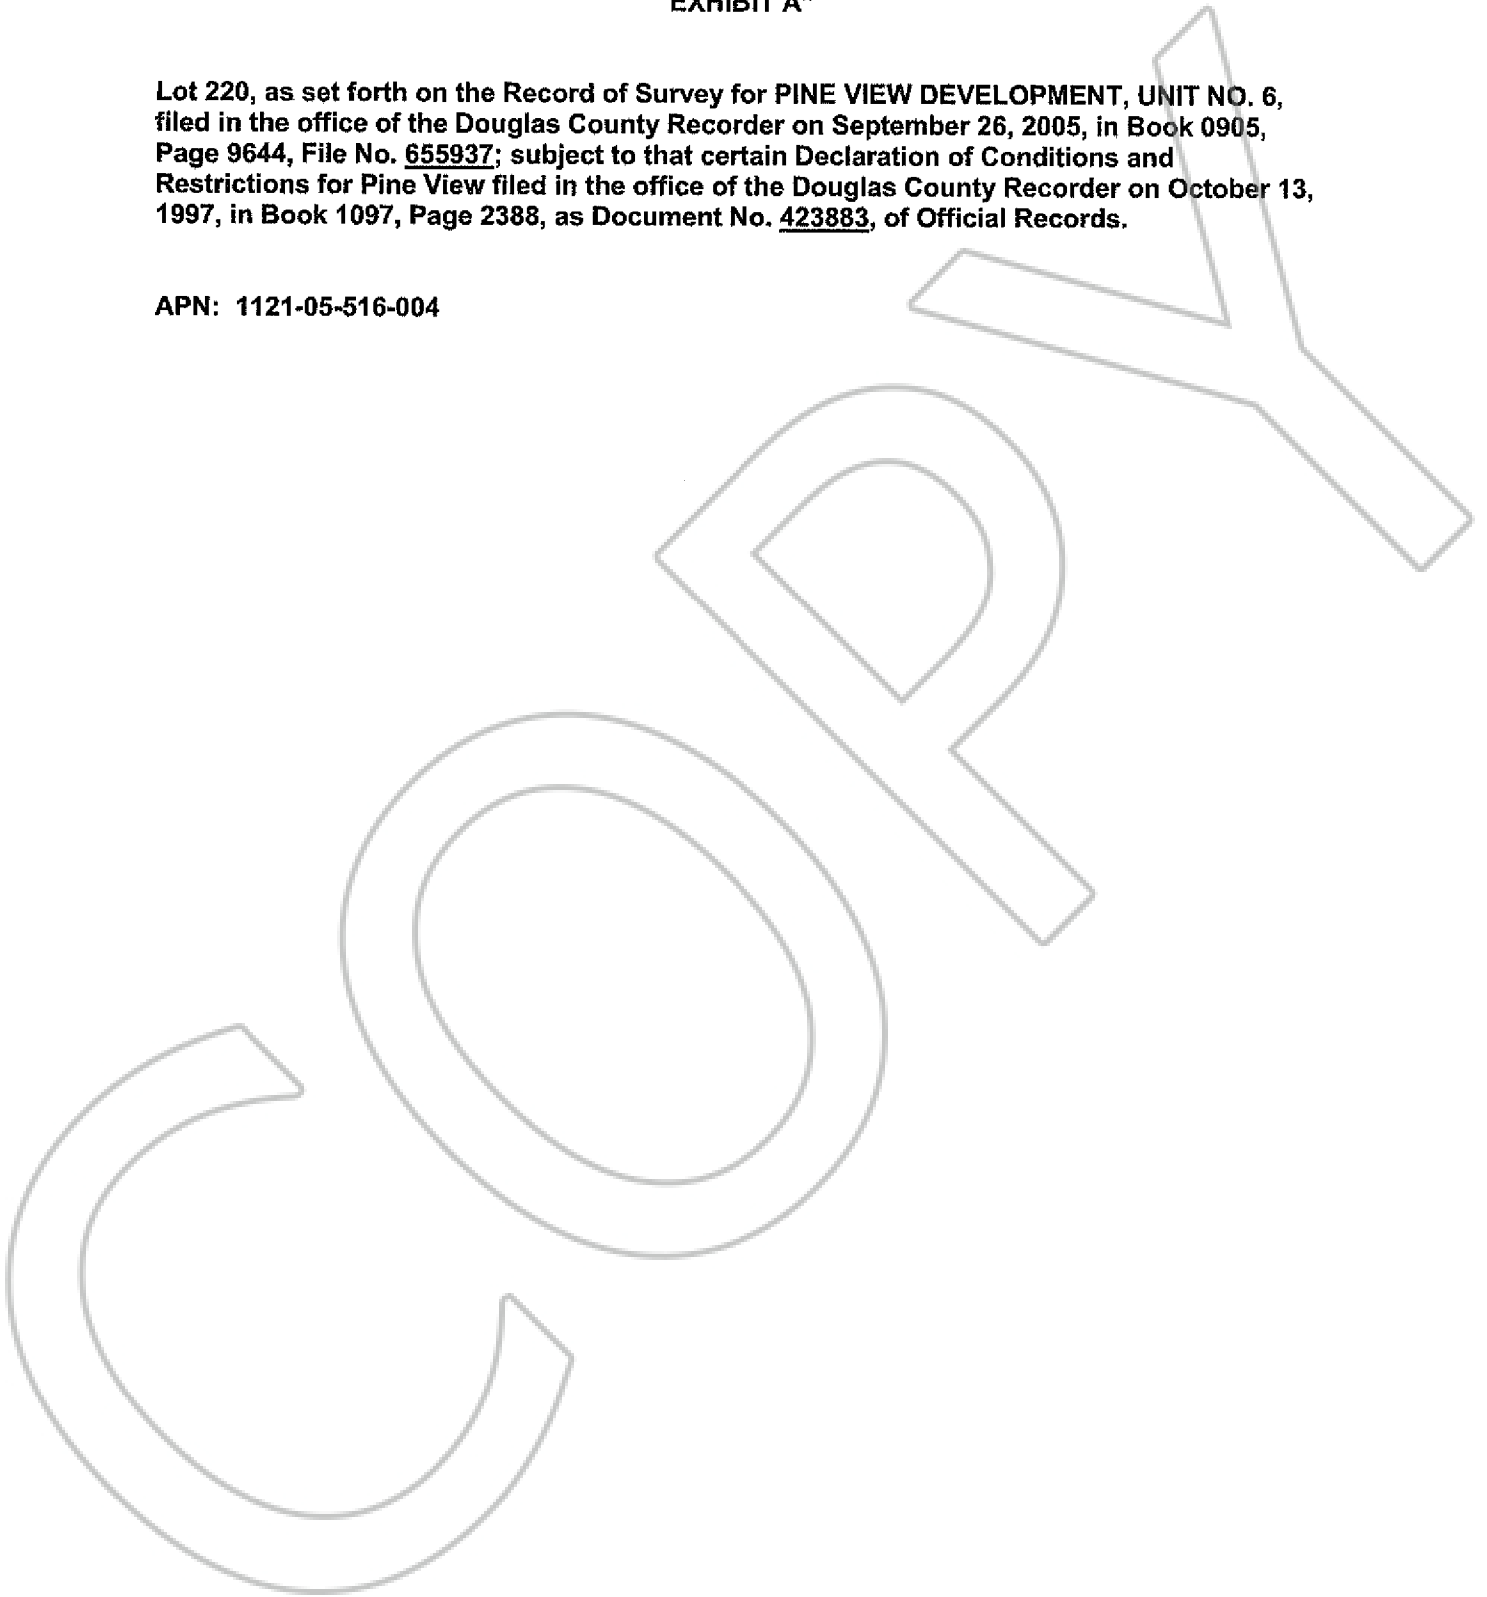 EXHIBIT A"
Lot 220, as set forth on the Record of Survey for PINE VIEW DEVELOPMENT, UNIT NO. 6,
filed in the office of the Douglas County Recorder on September 26, 2005, in Book 0905,
Page 9644, File No. 655937; subject to that certain Declaration of Conditions and
Restrictions for Pine View filed in the office of the Douglas County Recorder on October 13,
1997, in Book 1097, Page 2388, as Document No. 423883, of Official Records.
APN: 1121-05-516-004
COPY